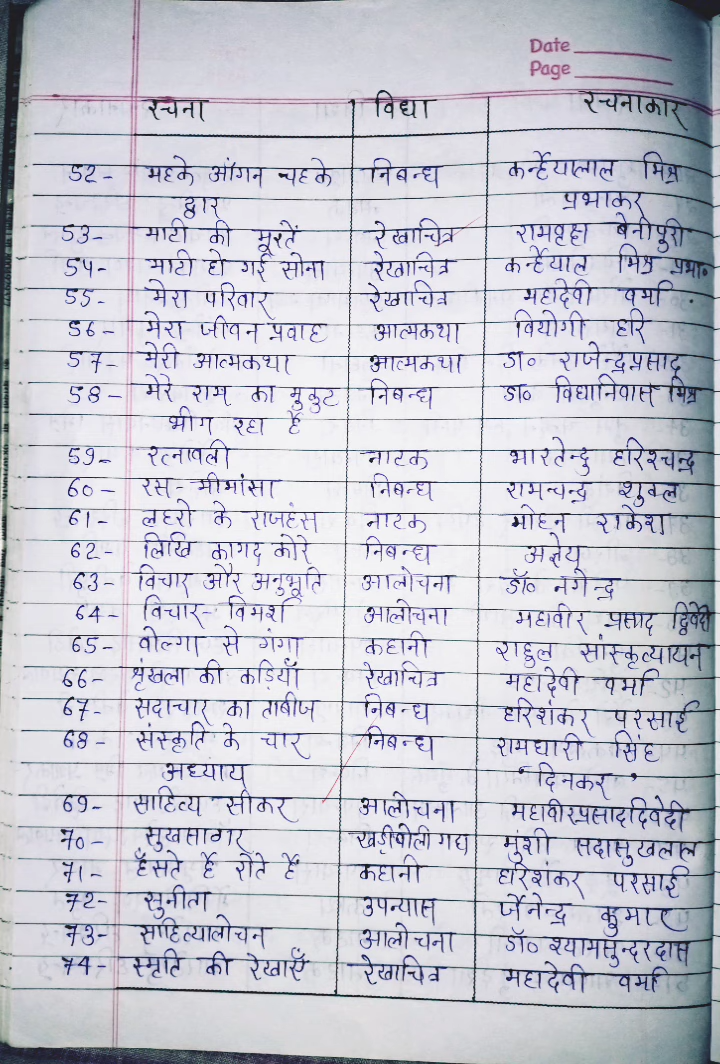 Date
Page
रचना विधा रचनाकार
52- महके आँगन चहके निबन्ध कन्हैयालाल मिश्र
द्वार प्रभाकर
53- माटी की मूरतें रेखाचित्र रामवृक्ष बेनीपुरी
54- माटी हो गई सोना रेखाचित्र कन्हैयाल मिश्र प्रभा०
55- मेरा परिवार रेखाचित्र महादेवी वर्मा
56- मेरा जीवन प्रवाह आत्मकथा वियोगी हरि
57- मेरी आत्मकथा आत्मकथा डा० राजेन्द्रप्रसाद
58- मेरे राम का मुकुट निबन्ध डा० विद्यानिवास मिश्र
भीग रहा है
59- रत्नावली नाटक भारतेन्दु हरिश्चन्द्र
60- रस-मीमांसा निबन्ध रामचन्द्र शुक्ल
61- लहरों के राजहंस नाटक मोहन राकेश
62- लिखि कागद कोरे निबन्ध अज्ञेय
63- विचार और अनुभूति आलोचना डॉ० नगेन्द्र
64- विचार-विमर्श आलोचना महावीर प्रसाद द्विवेदी
65- वोल्गा से गंगा कहानी राहुल सांस्कृत्यायन
66- श्रृंखला की कड़ियाँ रेखाचित्र महादेवी वर्मा
67- सदाचार का ताबीज निबन्ध हरिशंकर परसाई
68- संस्कृति के चार निबन्ध रामधारी सिंह
अध्याय "दिनकर'
69- साहित्य सीकर आलोचना महावीरप्रसादद्विवेदी
70- सुखसागर खड़ीबोली गद्य मुंशी सदासुखलाल
71- हँसते है रोते हैं कहानी हरिशंकर परसाई
72- सुनीता उपन्यास जैनेन्द्र कुमार
73- साहित्यालोचन आलोचना डॉ० श्यामसुन्दरदास
74 स्मृति की रेखाएँ रेखाचित्र महादेवी वर्मा